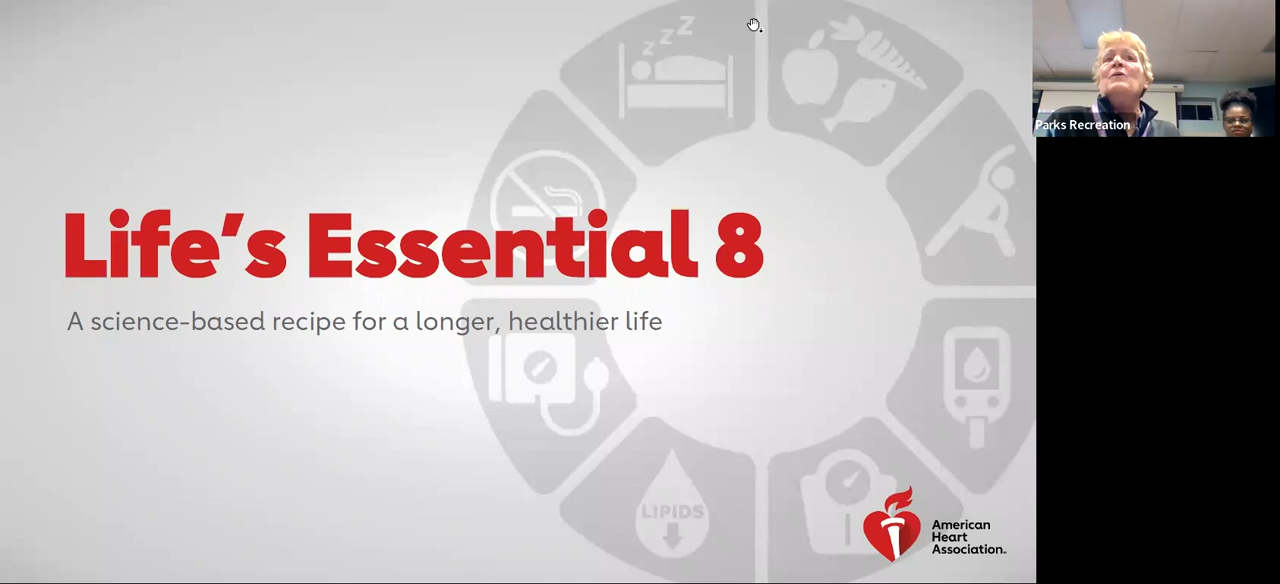 z z Z
Life's Essential 8
A science-based recipe for a longer, healthier life
LIPIDS
American
Heart
Association.
Parks Recreation